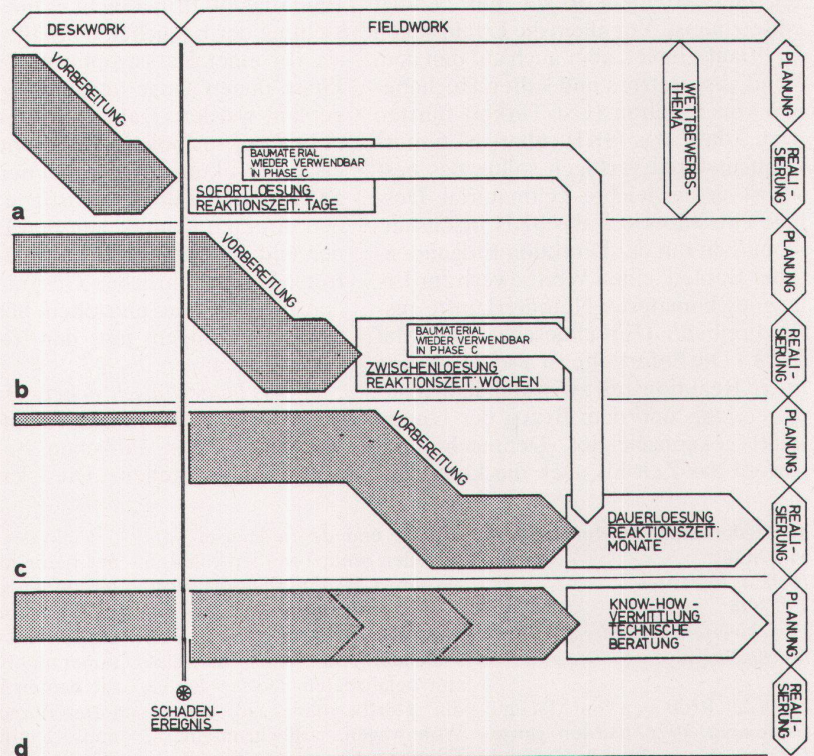 DESKWORK
FIELDWORK
VORBEREITUNG
BAUMATERIAL
WIEDER VERWENDBAR
IN PHASE C
SOFORTLOESUNG
REAKTIONSZEIT: TAGE
WETTBEWERBS-
THEMA
PLANUNG
REALI-
SIERUNG
a
VORBEREITUNG
BAUMATERIAL
WIEDER VERWENDBAR
IN PHASE C
ZWISCHENLOESUNG
REAKTIONSZEIT: WOCHEN
PLANUNG
REALI-
SIERUNG
b
VORBEREITUNG
DAUERLOESUNG
REAKTIONSZEIT:
MONATE
PLANUNG
REALI-
SIERUNG
c
KNOW-HOW-
VERMITTLUNG
TECHNISCHE
BERATUNG
PLANUNG
REALI-
SIERUNG
SCHADEN-
EREIGNIS
d